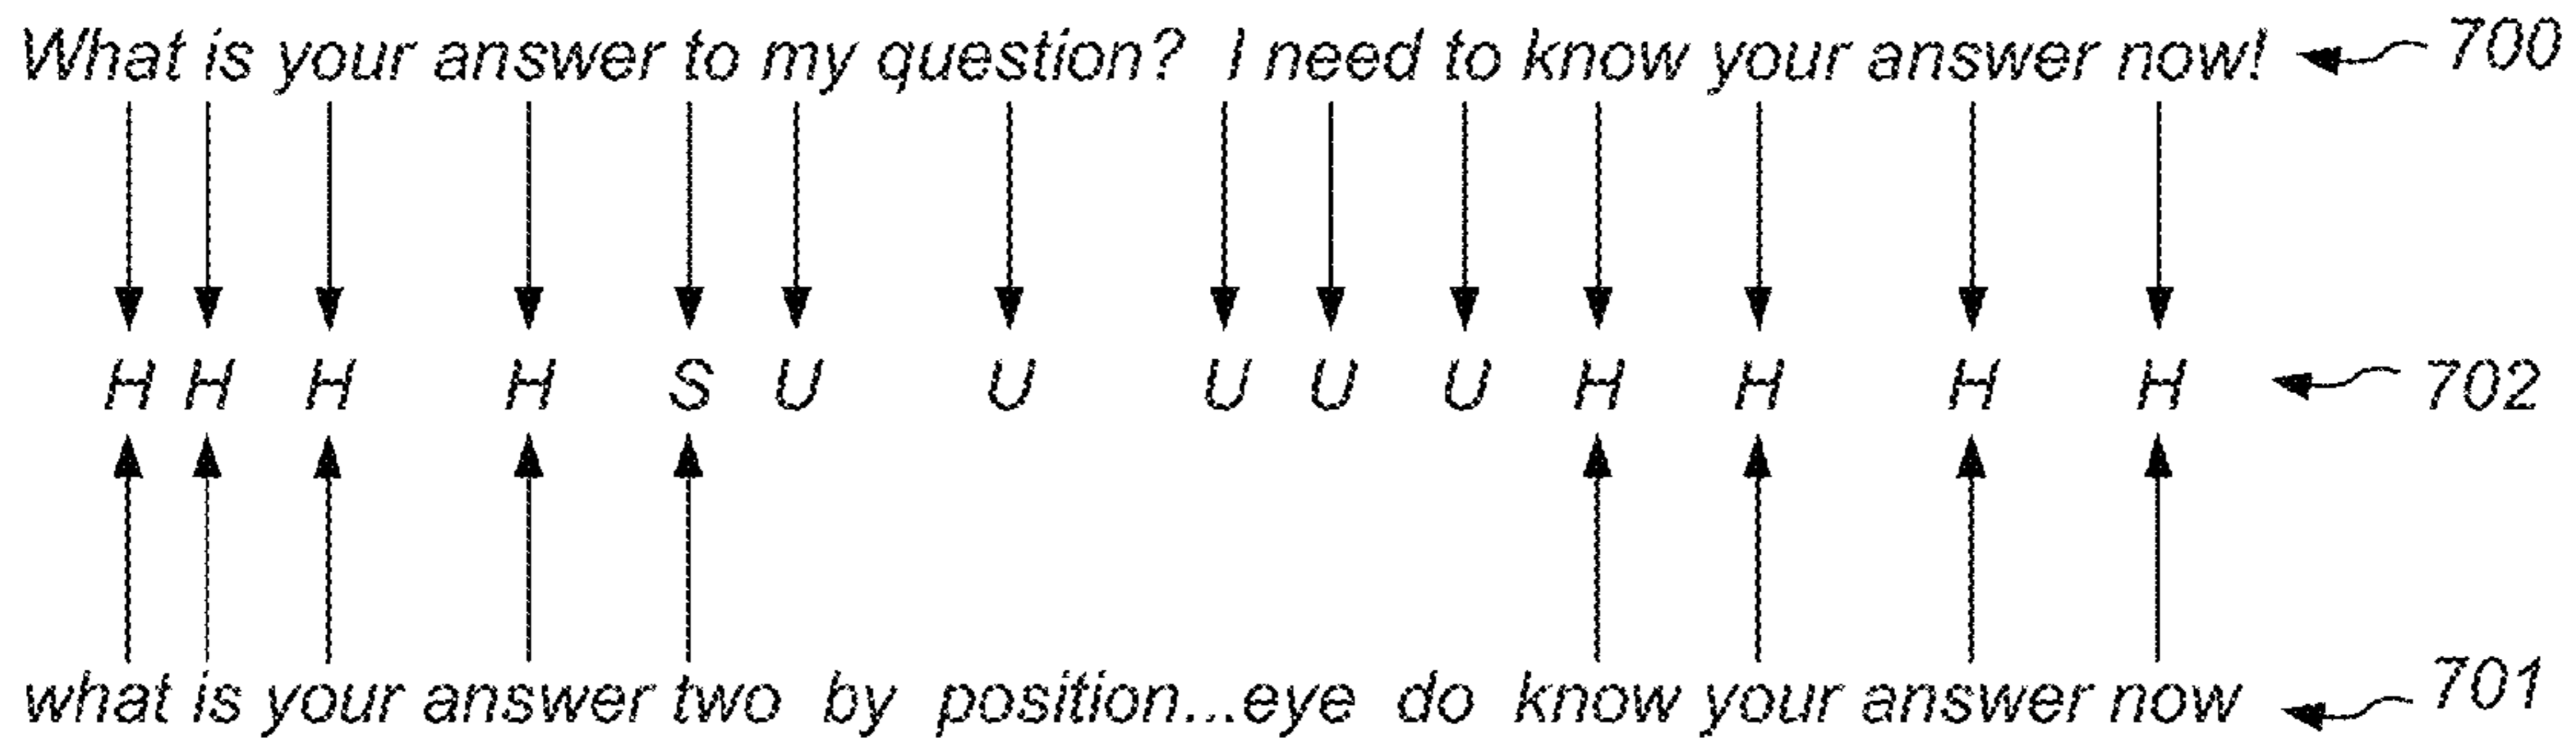 What is your answer to my question? I need to know your answer now! 700
H H H H S U U U U U H H H H 702
what is your answer two by position...eye do know your answer now 701